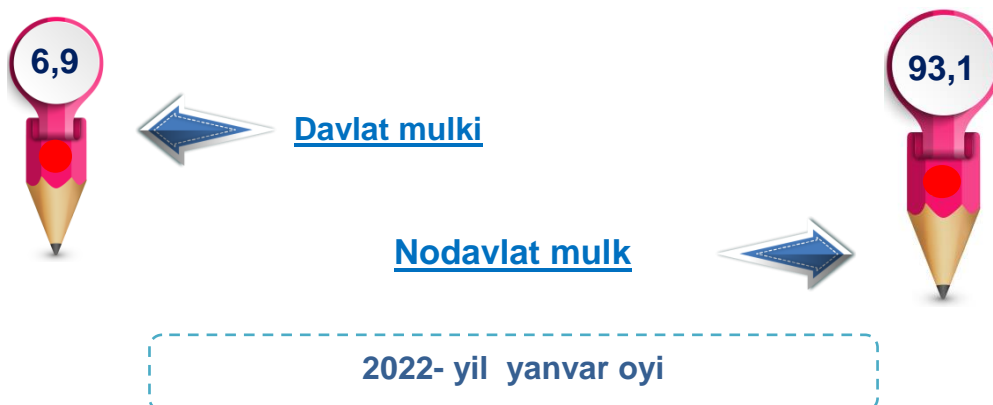 6,9
93,1
Davlat mulki
Nodavlat mulk
2022- yil yanvar oyi